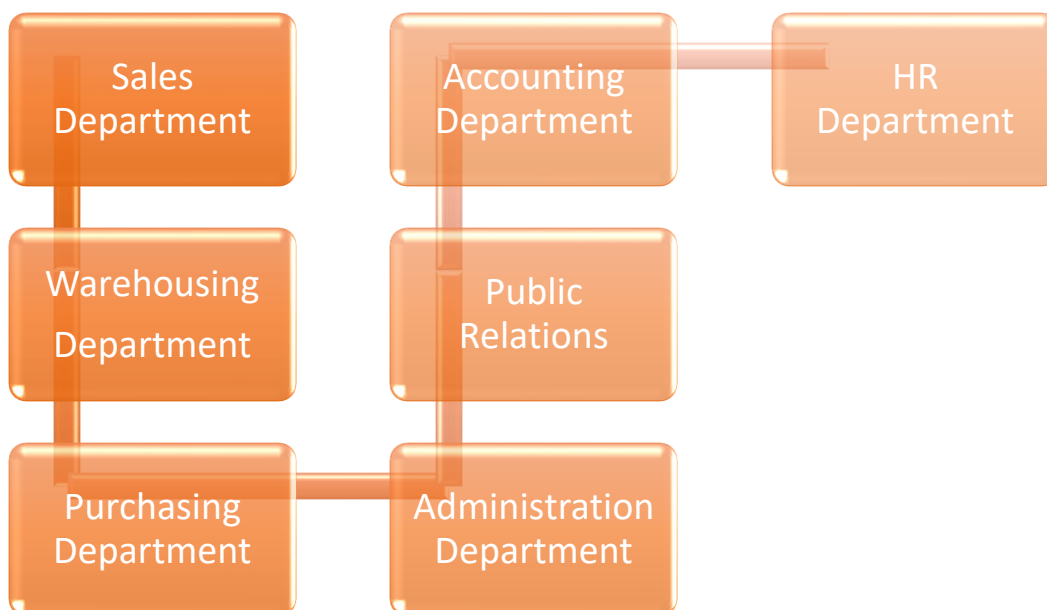 Sales
Department
Warehousing
Department
Purchasing
Department
Administration
Department
Public
Relations
Accounting
Department
HR
Department